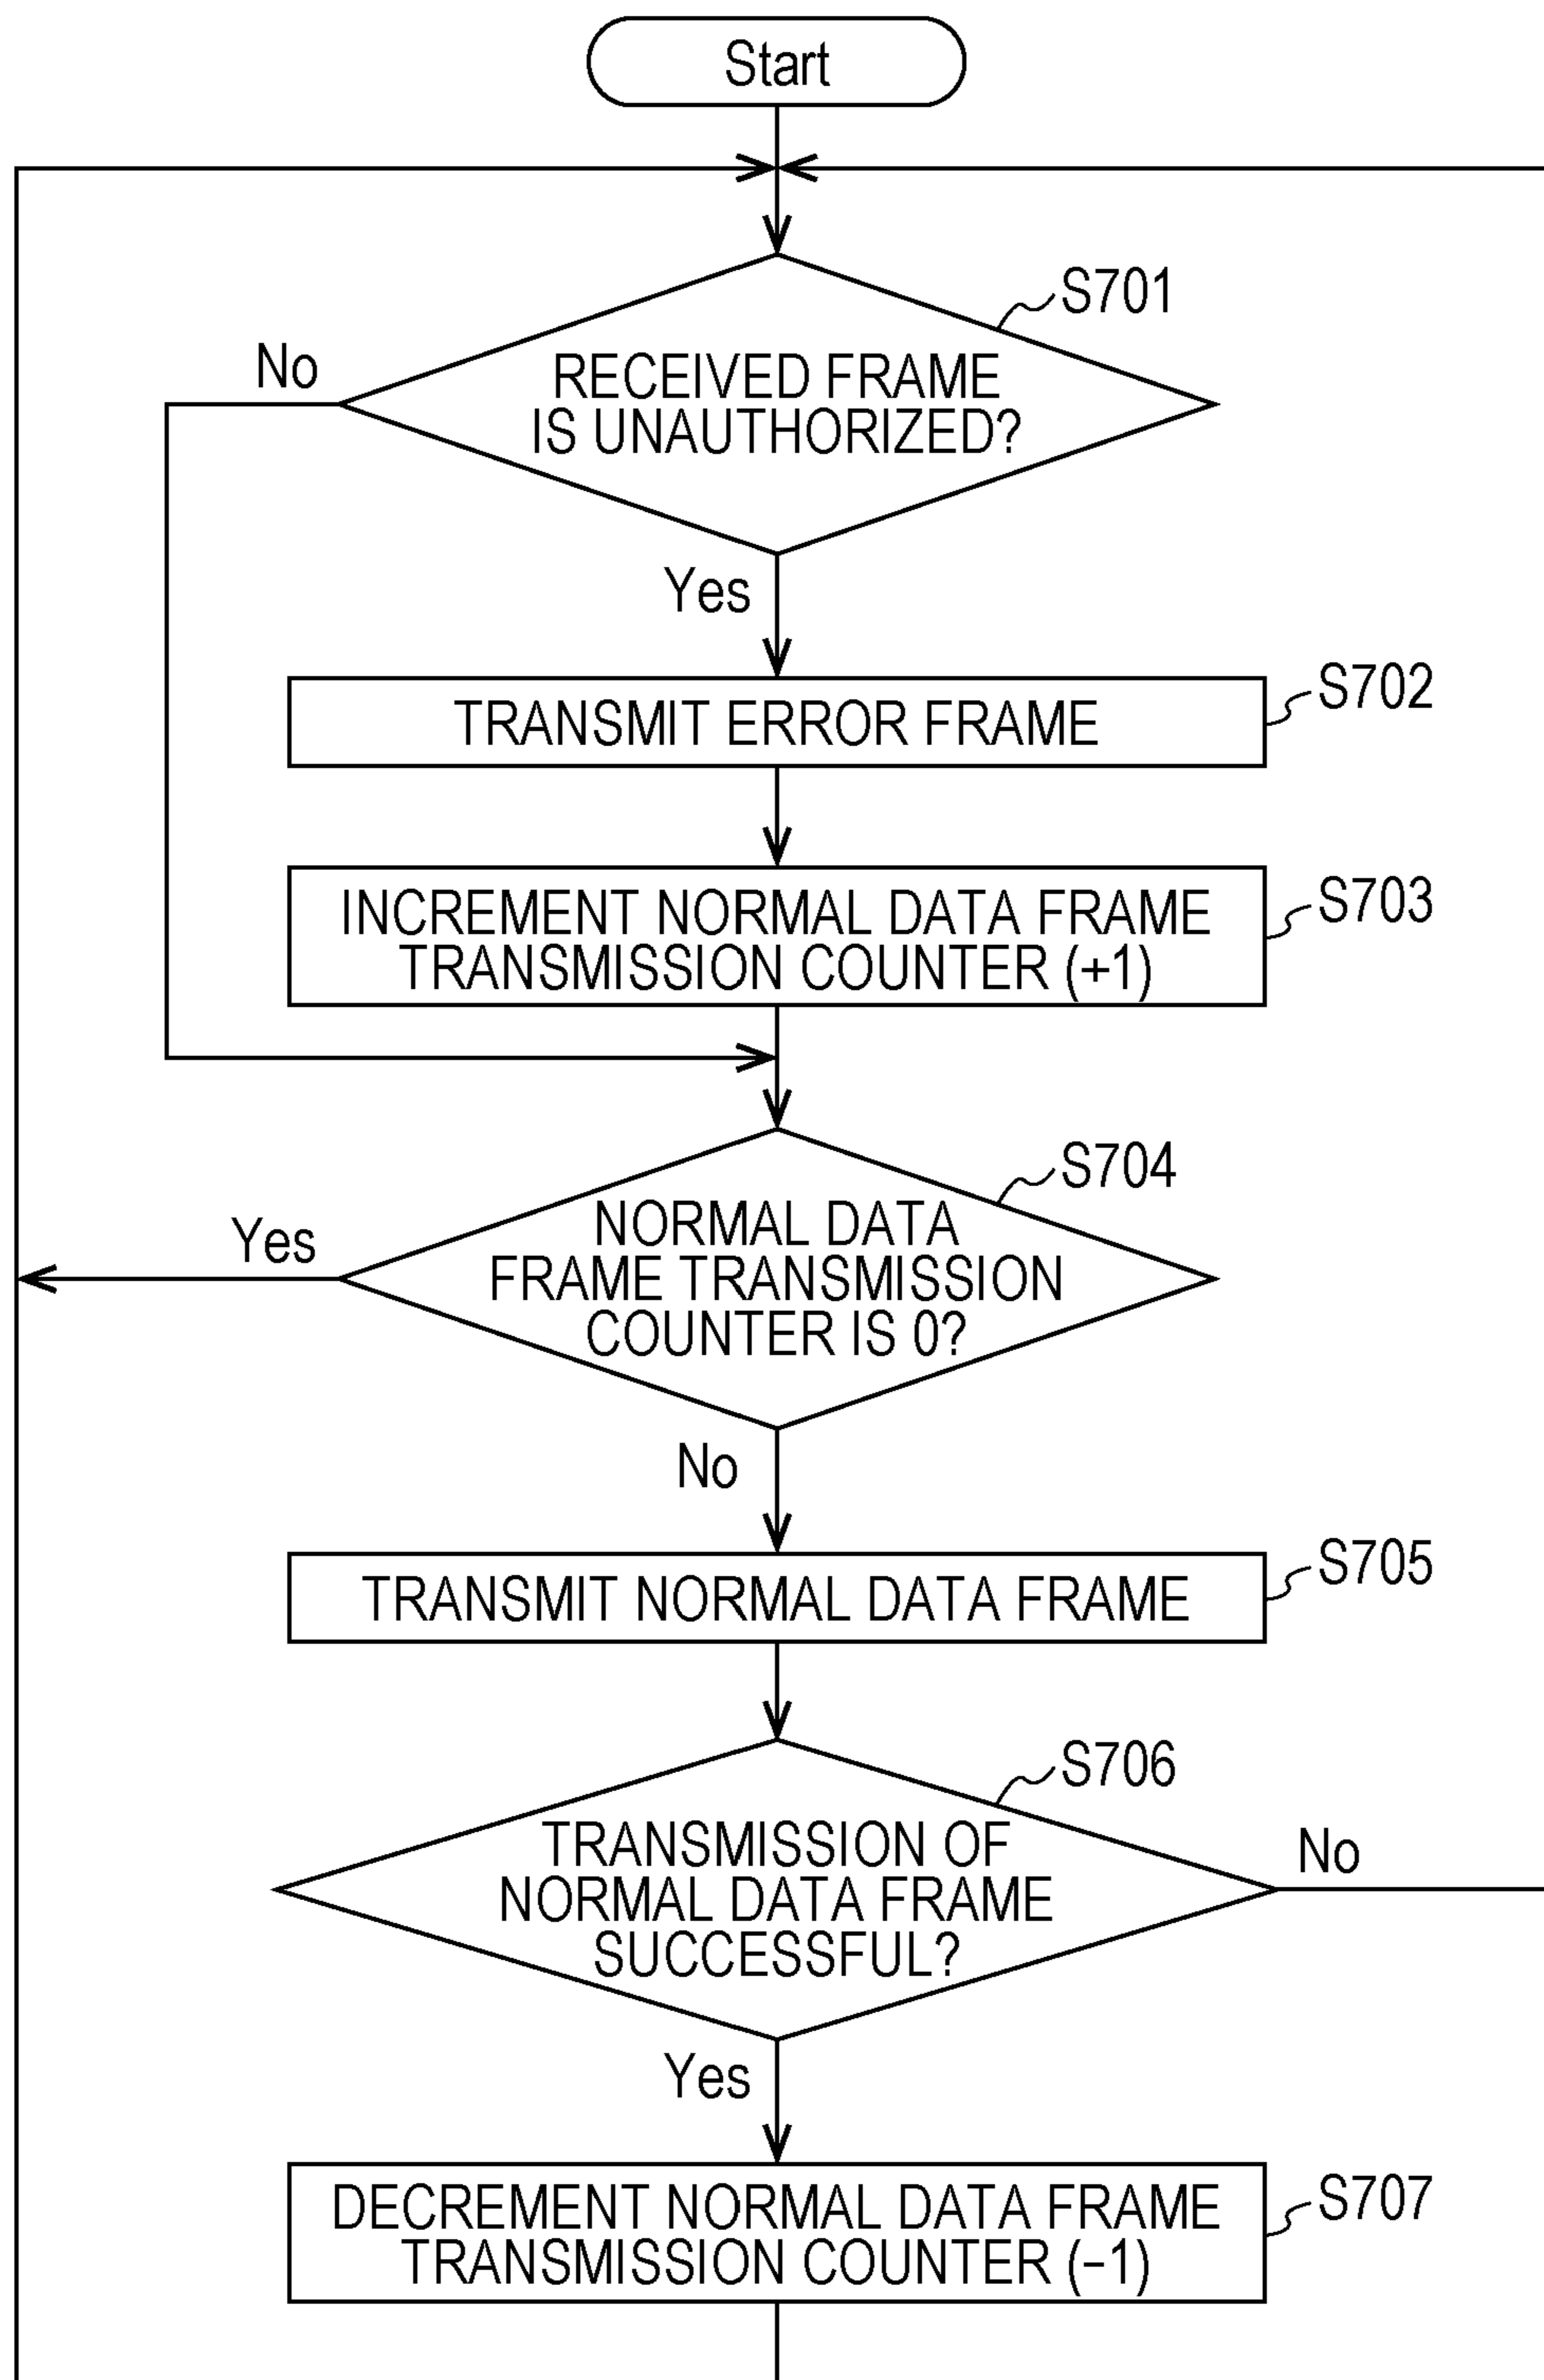 Start
S701
No
RECEIVED FRAME
IS UNAUTHORIZED?
Yes
S702
TRANSMIT ERROR FRAME
S703
INCREMENT NORMAL DATA FRAME
TRANSMISSION COUNTER (+1)
S704
Yes
NORMAL DATA
FRAME TRANSMISSION
COUNTER IS 0?
No
S705
TRANSMIT NORMAL DATA FRAME
S706
TRANSMISSION OF
NORMAL DATA FRAME
SUCCESSFUL?
No
Yes
S707
DECREMENT NORMAL DATA FRAME
TRANSMISSION COUNTER (−1)